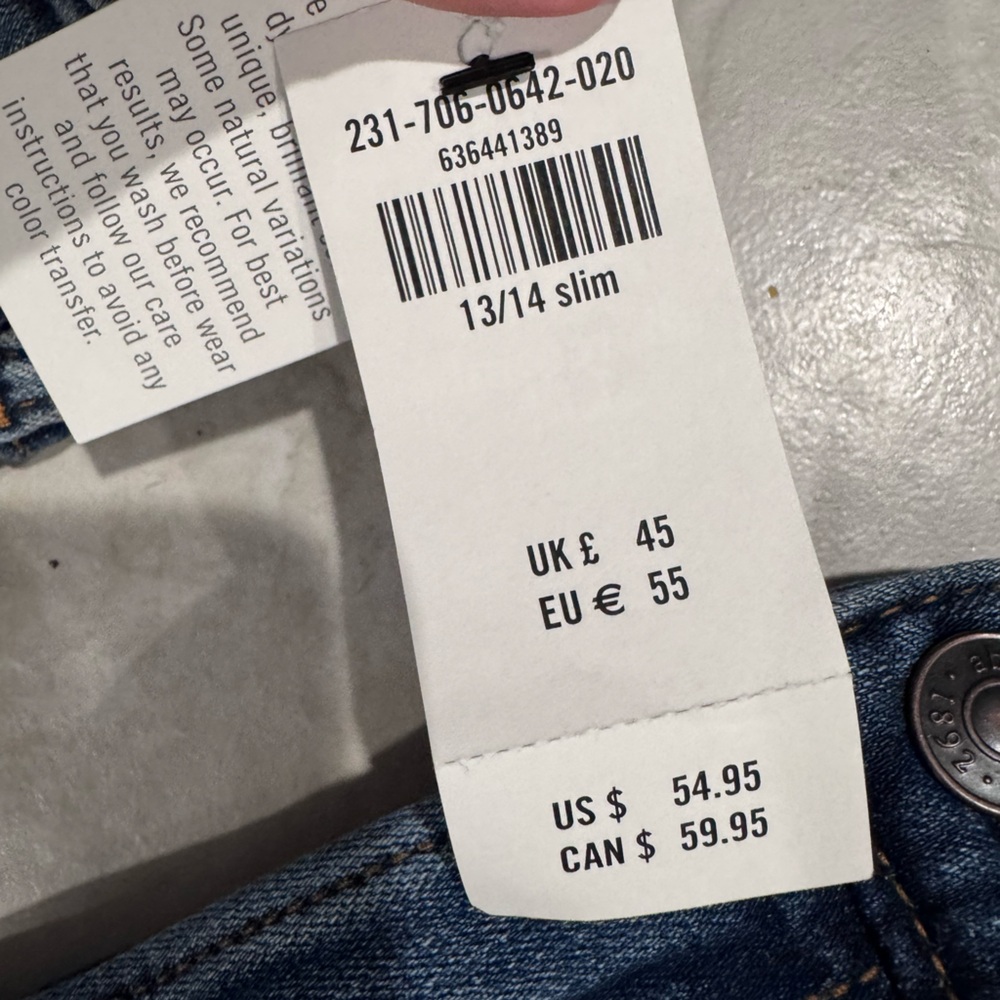 unique,
Some natural variations
may occur. For best
results, we recommend
that you wash before wear
and follow our care
instructions to avoid any
color transfer.
231-706-0642-020
636441389
13/14 slim
UK £ 45
EU € 55
US $ 54.95
CAN $ 59.95